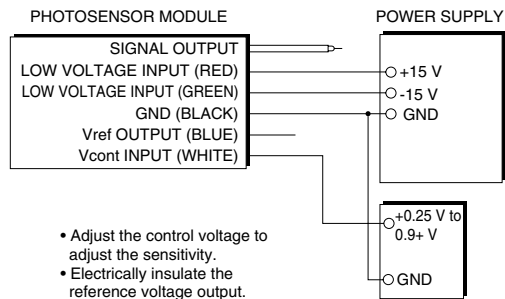 PHOTOSENSOR MODULE
POWER SUPPLY
SIGNAL OUTPUT
LOW VOLTAGE INPUT (RED)
LOW VOLTAGE INPUT (GREEN)
GND (BLACK)
Vref OUTPUT (BLUE)
Vcont INPUT (WHITE)
+15 V
-15 V
GND
+0.25 V to
0.9+ V
GND
• Adjust the control voltage to
adjust the sensitivity.
• Electrically insulate the
reference voltage output.